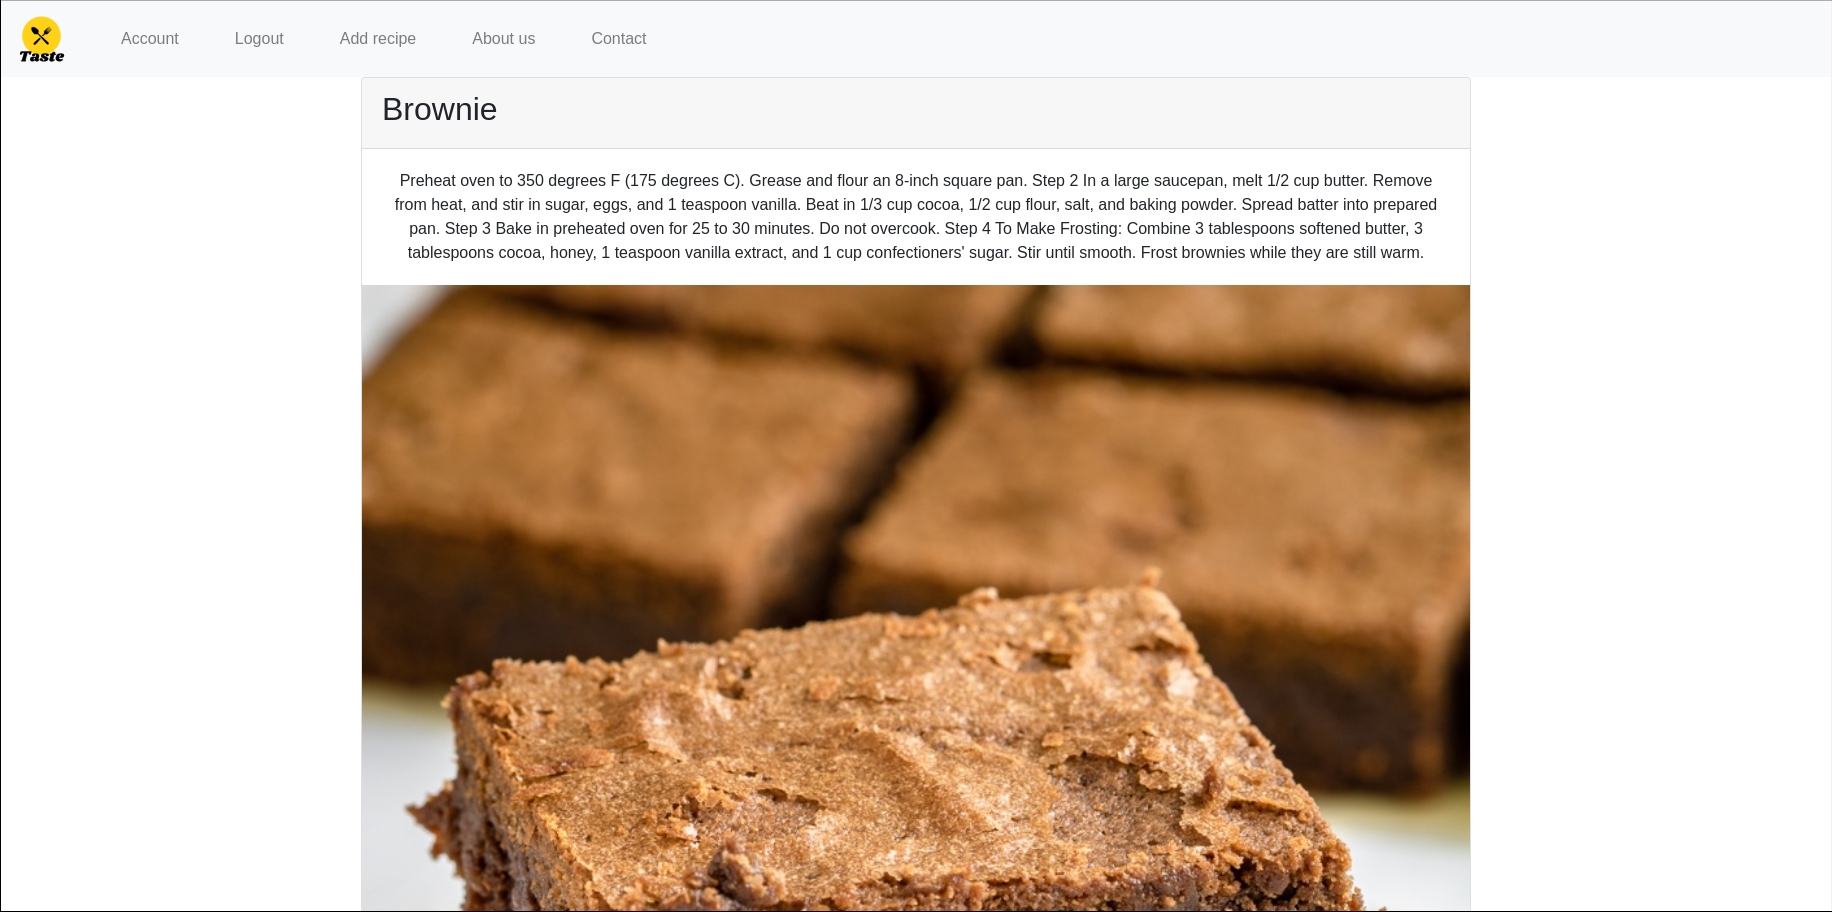 Taste
Account
Logout
Add recipe
About us
Contact
Brownie
Preheat oven to 350 degrees F (175 degrees C). Grease and flour an 8-inch square pan. Step 2 In a large saucepan, melt 1/2 cup butter. Remove
from heat, and stir in sugar, eggs, and 1 teaspoon vanilla. Beat in 1/3 cup cocoa, 1/2 cup flour, salt, and baking powder. Spread batter into prepared
pan. Step 3 Bake in preheated oven for 25 to 30 minutes. Do not overcook. Step 4 To Make Frosting: Combine 3 tablespoons softened butter, 3
tablespoons cocoa, honey, 1 teaspoon vanilla extract, and 1 cup confectioners' sugar. Stir until smooth. Frost brownies while they are still warm.